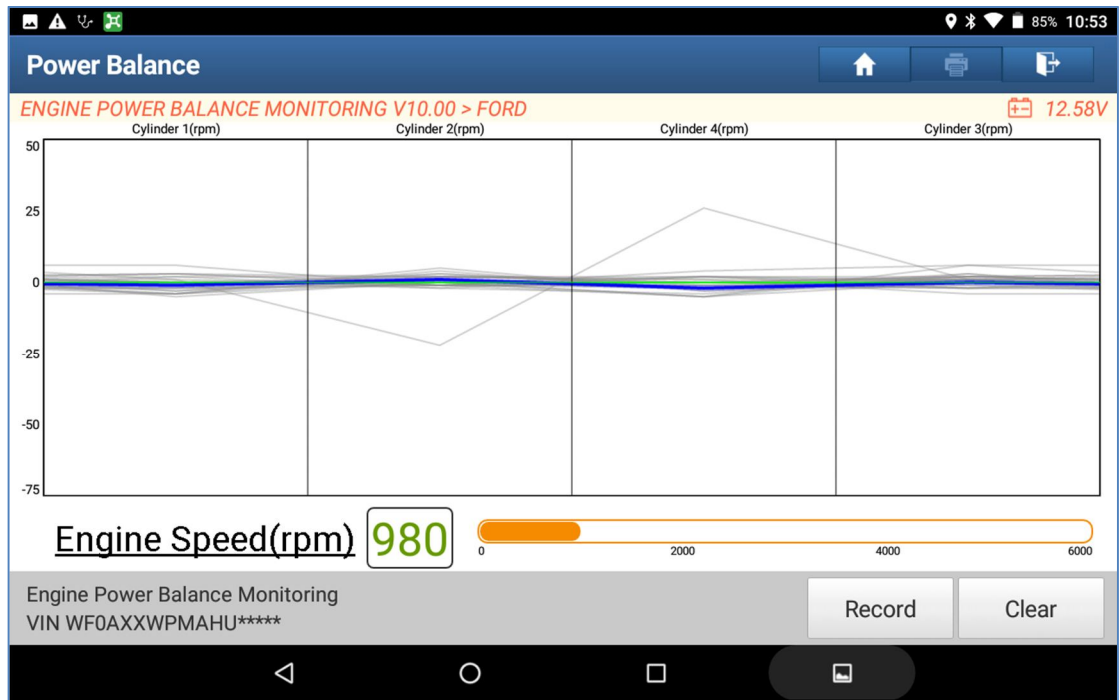 85% 10:53
Power Balance
ENGINE POWER BALANCE MONITORING V10.00 > FORD 12.58V
Cylinder 1(rpm) Cylinder 2(rpm) Cylinder 4(rpm) Cylinder 3(rpm)
50
25
0
-25
-50
-75
Engine Speed(rpm) 980
0 2000 4000 6000
Engine Power Balance Monitoring
VIN WF0AXXWPMAHU*****
Record Clear